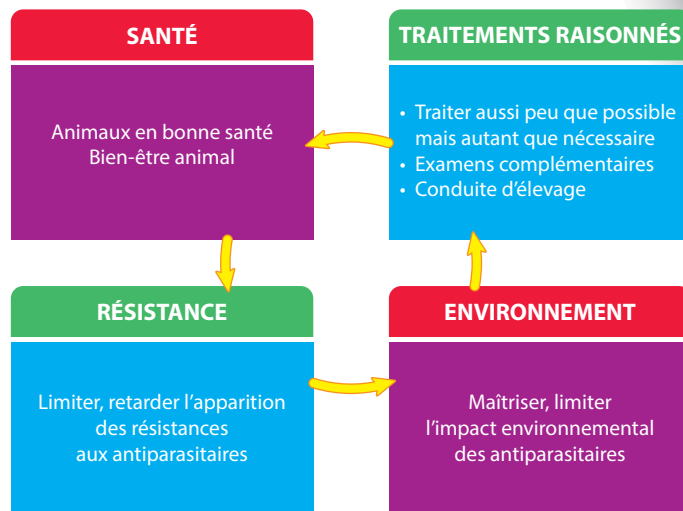 SANTÉ
Animaux en bonne santé
Bien-être animal
TRAITEMENTS RAISONNÉS
• Traiter aussi peu que possible
mais autant que nécessaire
• Examens complémentaires
• Conduite d’élevage
RÉSISTANCE
Limiter, retarder l’apparition
des résistances
aux antiparasitaires
ENVIRONNEMENT
Maîtriser, limiter
l’impact environnemental
des antiparasitaires